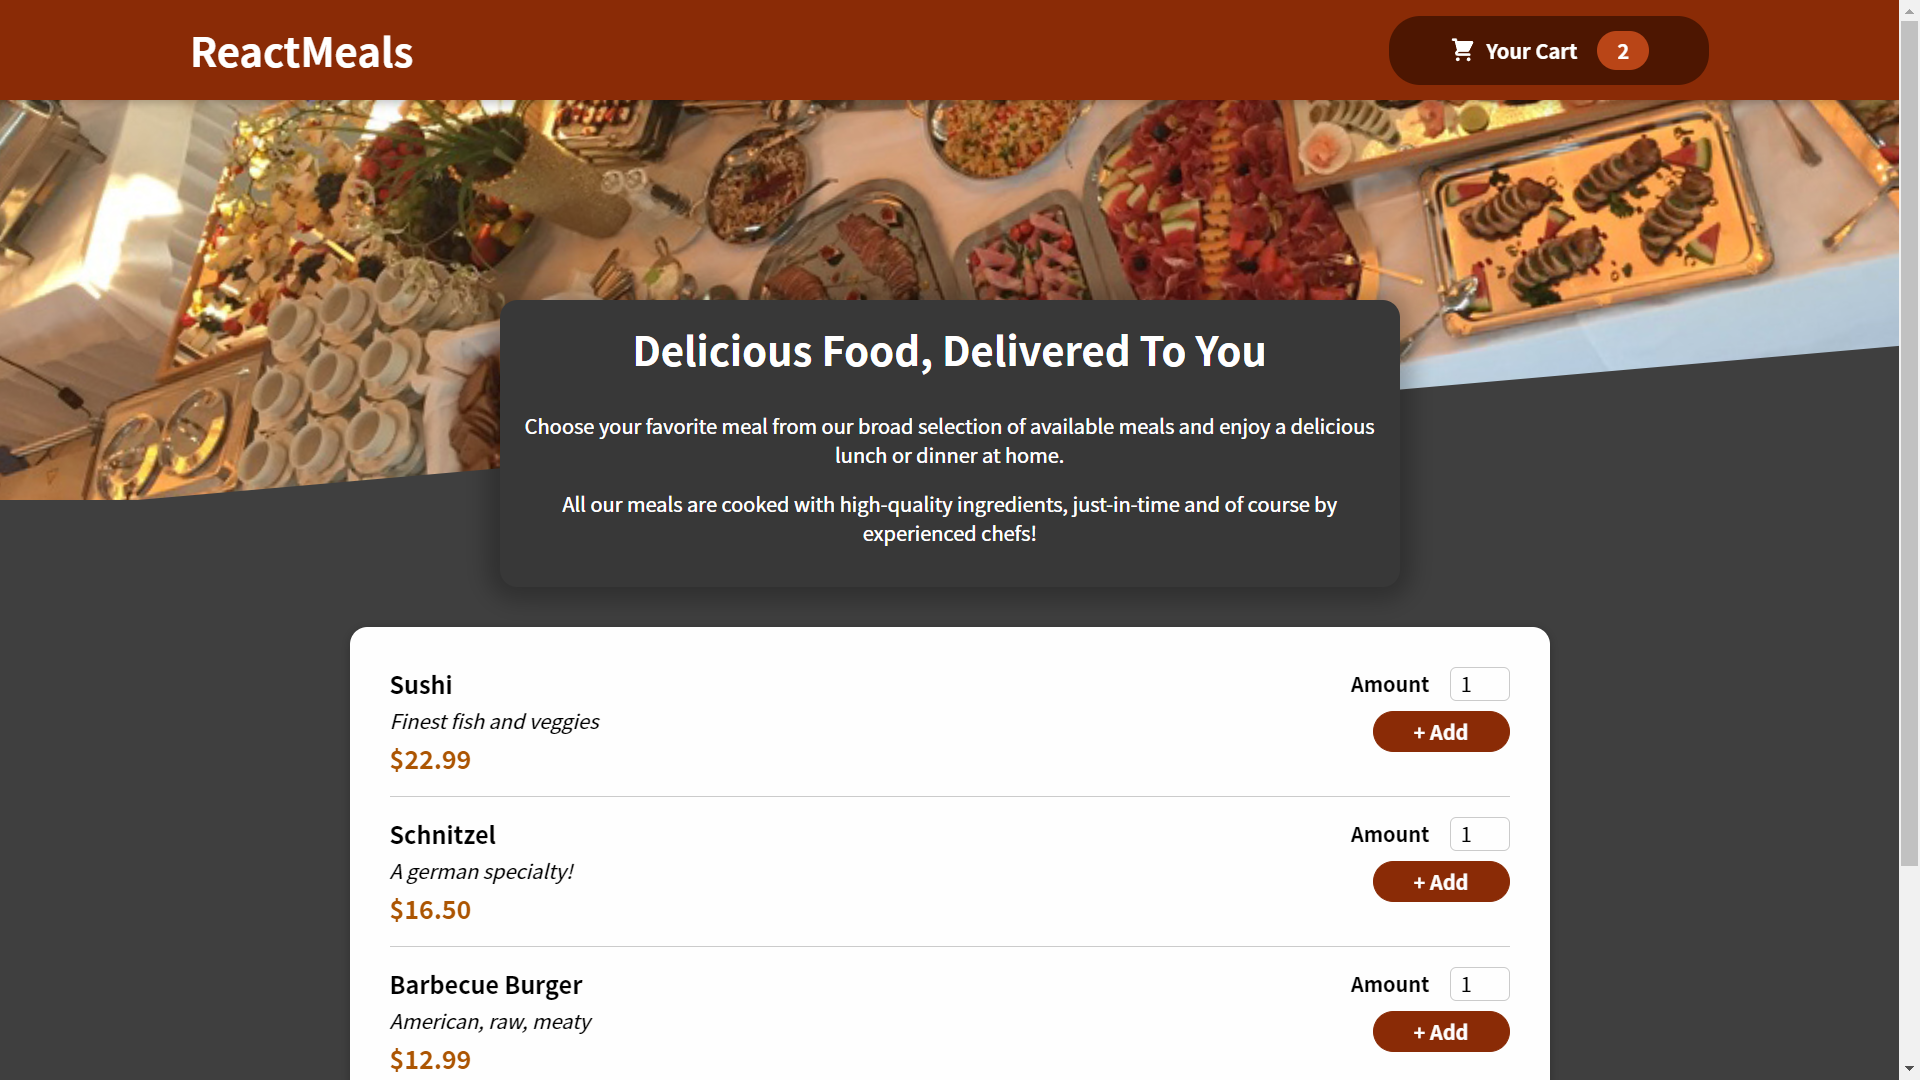 ReactMeals
Your Cart 2
Delicious Food, Delivered To You
Choose your favorite meal from our broad selection of available meals and enjoy a delicious
lunch or dinner at home.
All our meals are cooked with high-quality ingredients, just-in-time and of course by
experienced chefs!
Sushi
Finest fish and veggies
$22.99
Amount 1
+ Add
Schnitzel
A german specialty!
$16.50
Amount 1
+ Add
Barbecue Burger
American, raw, meaty
$12.99
Amount 1
+ Add